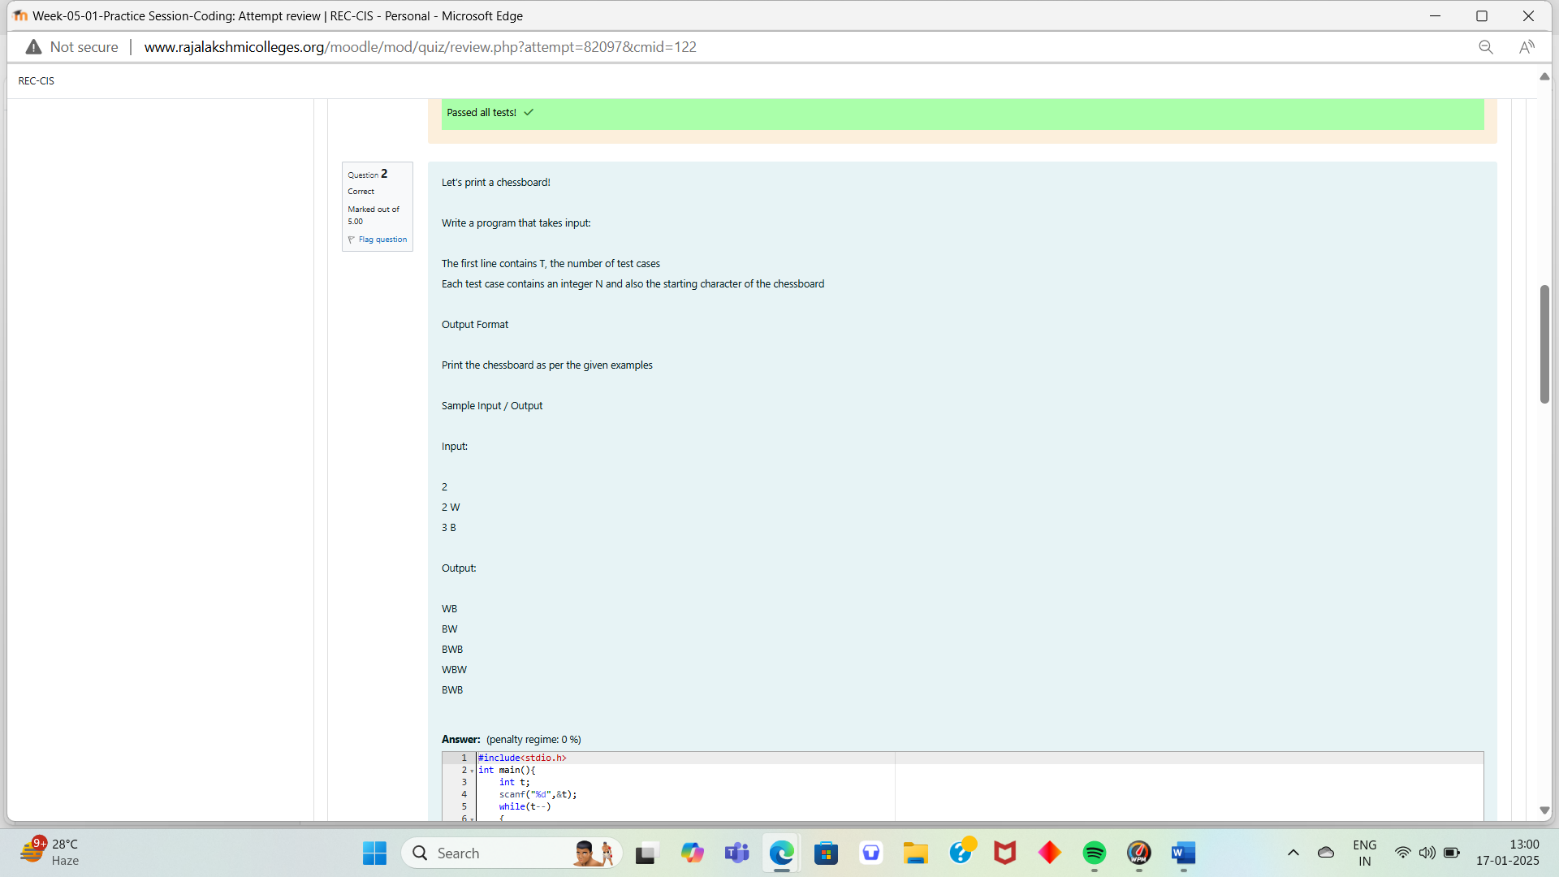 Week-05-01-Practice Session-Coding: Attempt review | REC-CIS - Personal - Microsoft Edge
Not secure
www.rajalakshmicolleges.org/moodle/mod/quiz/review.php?attempt=82097&cmid=122
REC-CIS
Passed all tests!
Question 2
Correct
Marked out of
5.00
Flag question
Let's print a chessboard!
Write a program that takes input:
The first line contains T, the number of test cases
Each test case contains an integer N and also the starting character of the chessboard
Output Format
Print the chessboard as per the given examples
Sample Input / Output
Input:
2
2 W
3 B
Output:
WB
BW
BWB
WBW
BWB
Answer: (penalty regime: 0 %)
1 #include<stdio.h>
2 int main(){
3 int t;
4 scanf("%d",&t);
5 while(t--)
6 {
9+
28°C
Haze
Search
ENG
IN
13:00
17-01-2025